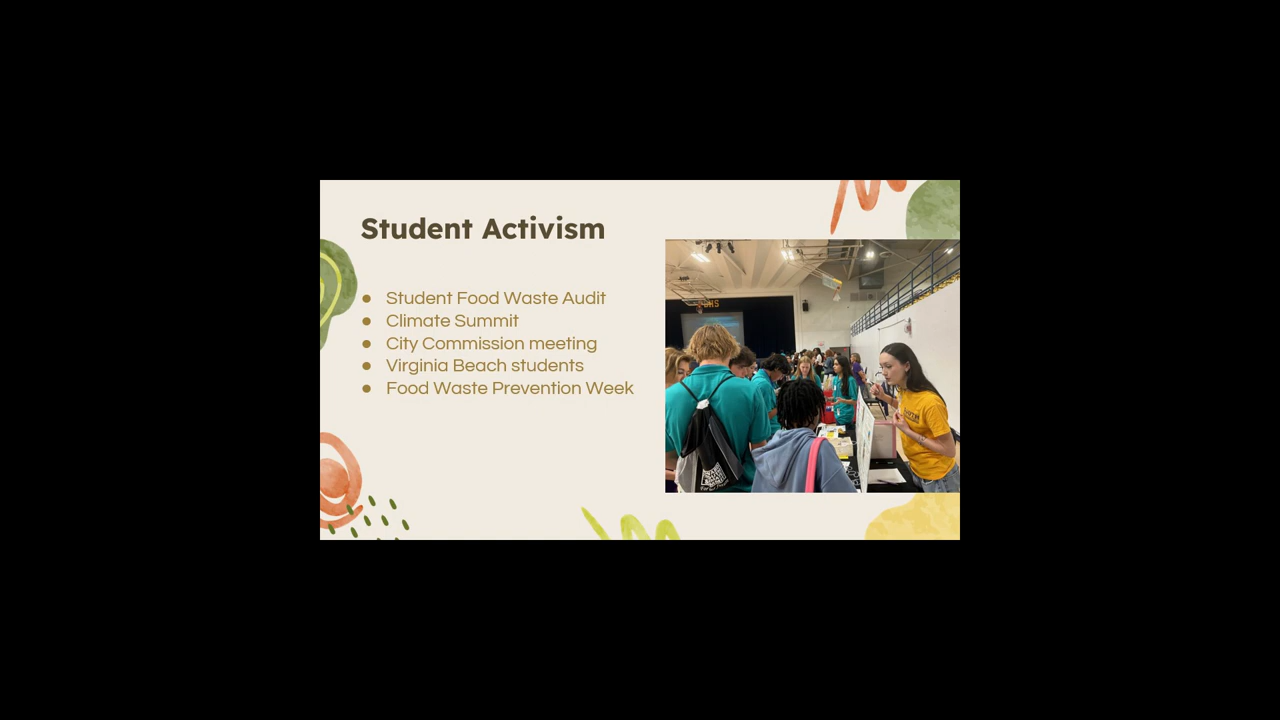 Student Activism
● Student Food Waste Audit
● Climate Summit
● City Commission meeting
● Virginia Beach students
● Food Waste Prevention Week